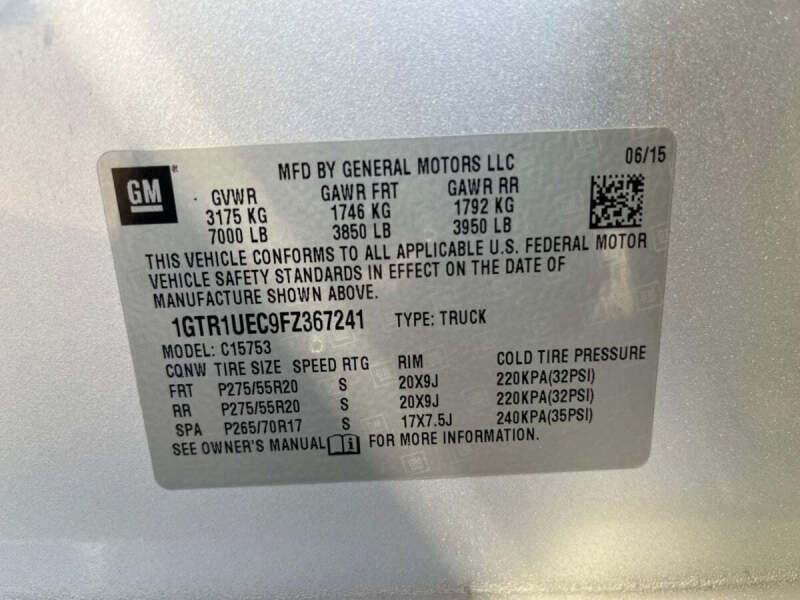 GM
MFD BY GENERAL MOTORS LLC 06/15
GVWR GAWR FRT GAWR RR
3175 KG 1746 KG 1792 KG
7000 LB 3850 LB 3950 LB
THIS VEHICLE CONFORMS TO ALL APPLICABLE U.S. FEDERAL MOTOR
VEHICLE SAFETY STANDARDS IN EFFECT ON THE DATE OF
MANUFACTURE SHOWN ABOVE.
1GTR1UEC9FZ367241 TYPE: TRUCK
MODEL: C15753
CQNW TIRE SIZE SPEED RTG RIM COLD TIRE PRESSURE
FRT P275/55R20 S 20X9J 220KPA(32PSI)
RR P275/55R20 S 20X9J 220KPA(32PSI)
SPA P265/70R17 S 17X7.5J 240KPA(35PSI)
SEE OWNER'S MANUAL FOR MORE INFORMATION.